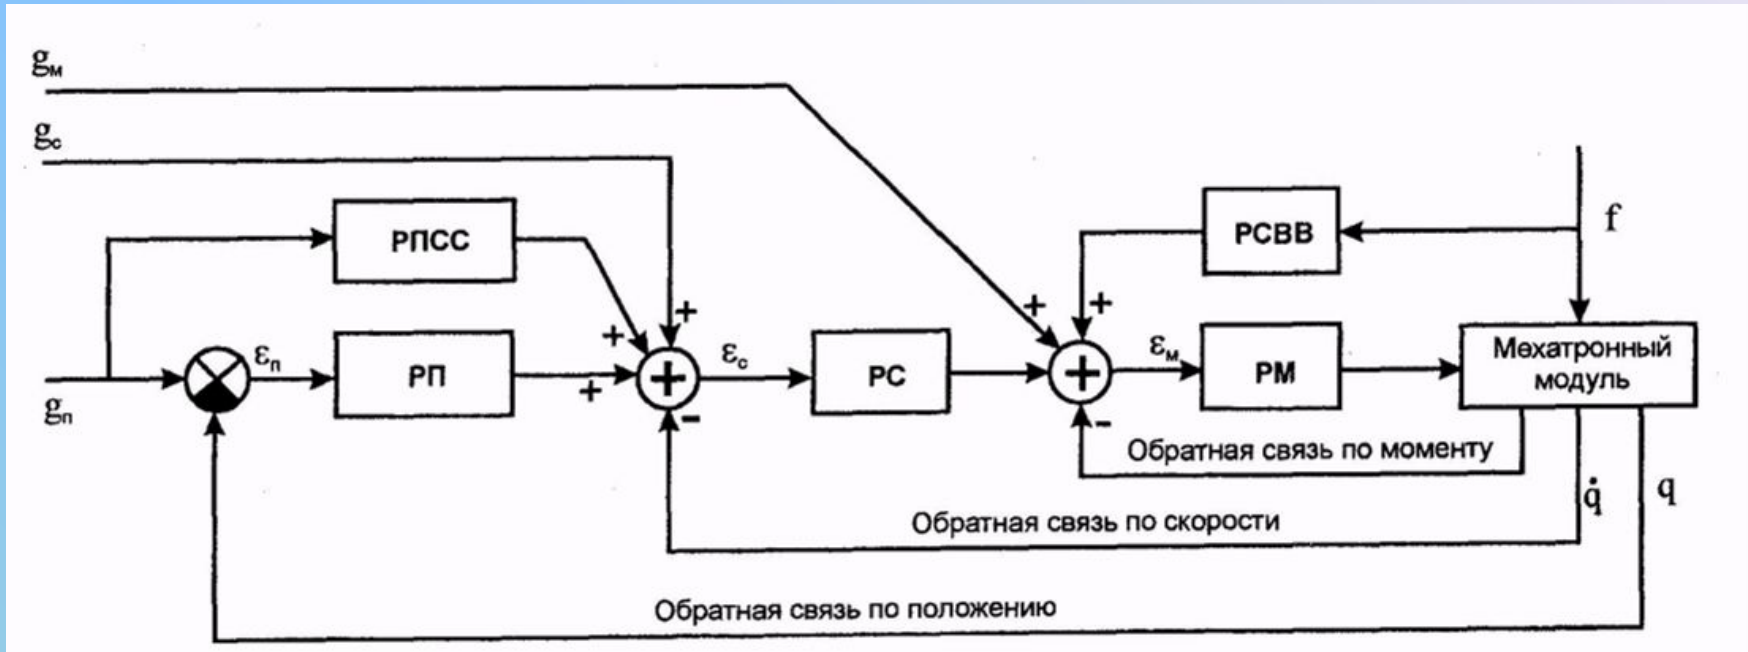 gм
gс
РПСС
РСВВ
f
+
+
+
+
+
εп
РП
+
εс
РС
+
εм
РМ
Мехатронный
модуль
gп
-
-
Обратная связь по моменту
q̇
q
Обратная связь по скорости
Обратная связь по положению